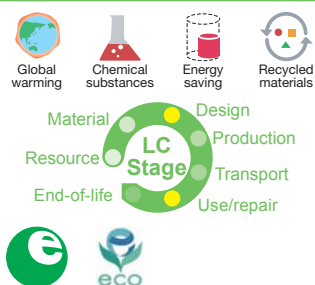 Global
warming
Chemical
substances
Energy
saving
Recycled
materials
Material
Resource
End-of-life
LC
Stage
Design
Production
Transport
Use/repair
e
eco